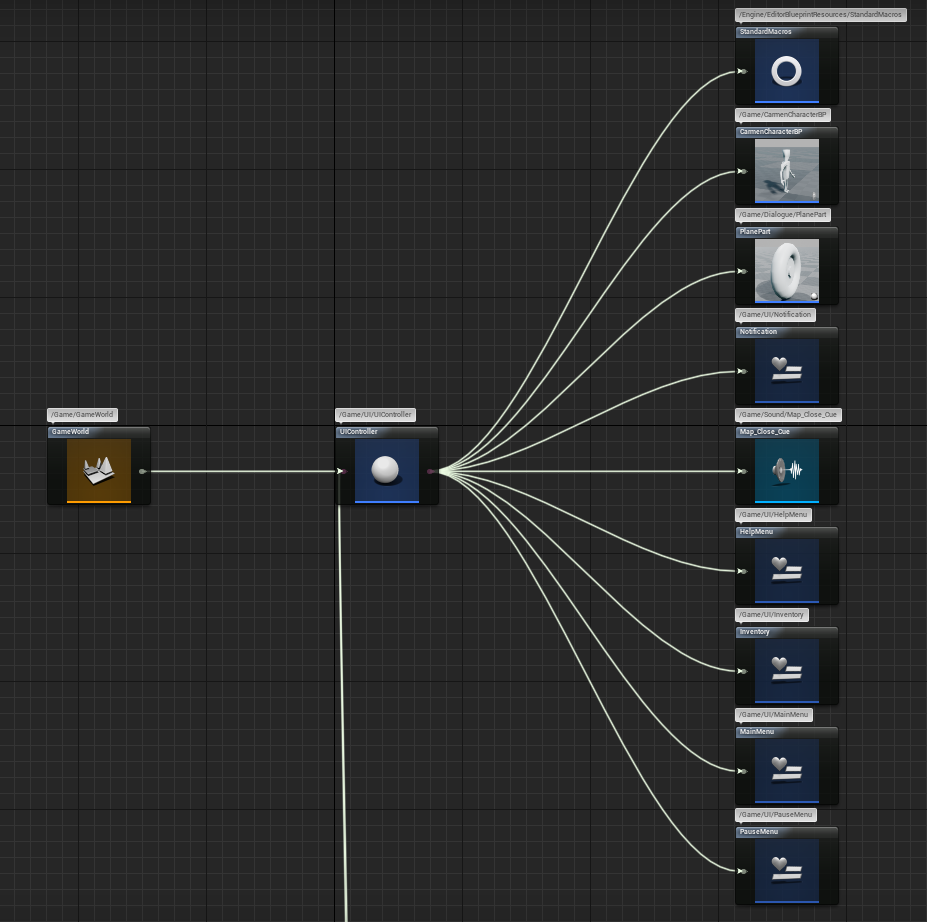 /Engine/EditorBlueprintResources/StandardMacros
StandardMacros
/Game/CarmenCharacterBP
CarmenCharacterBP
/Game/Dialogue/PlanePart
PlanePart
/Game/UI/Notification
Notification
/Game/GameWorld
GameWorld
/Game/UI/UIController
UIController
/Game/Sound/Map_Close_Cue
Map_Close_Cue
/Game/UI/HelpMenu
HelpMenu
/Game/UI/Inventory
Inventory
/Game/UI/MainMenu
MainMenu
/Game/UI/PauseMenu
PauseMenu